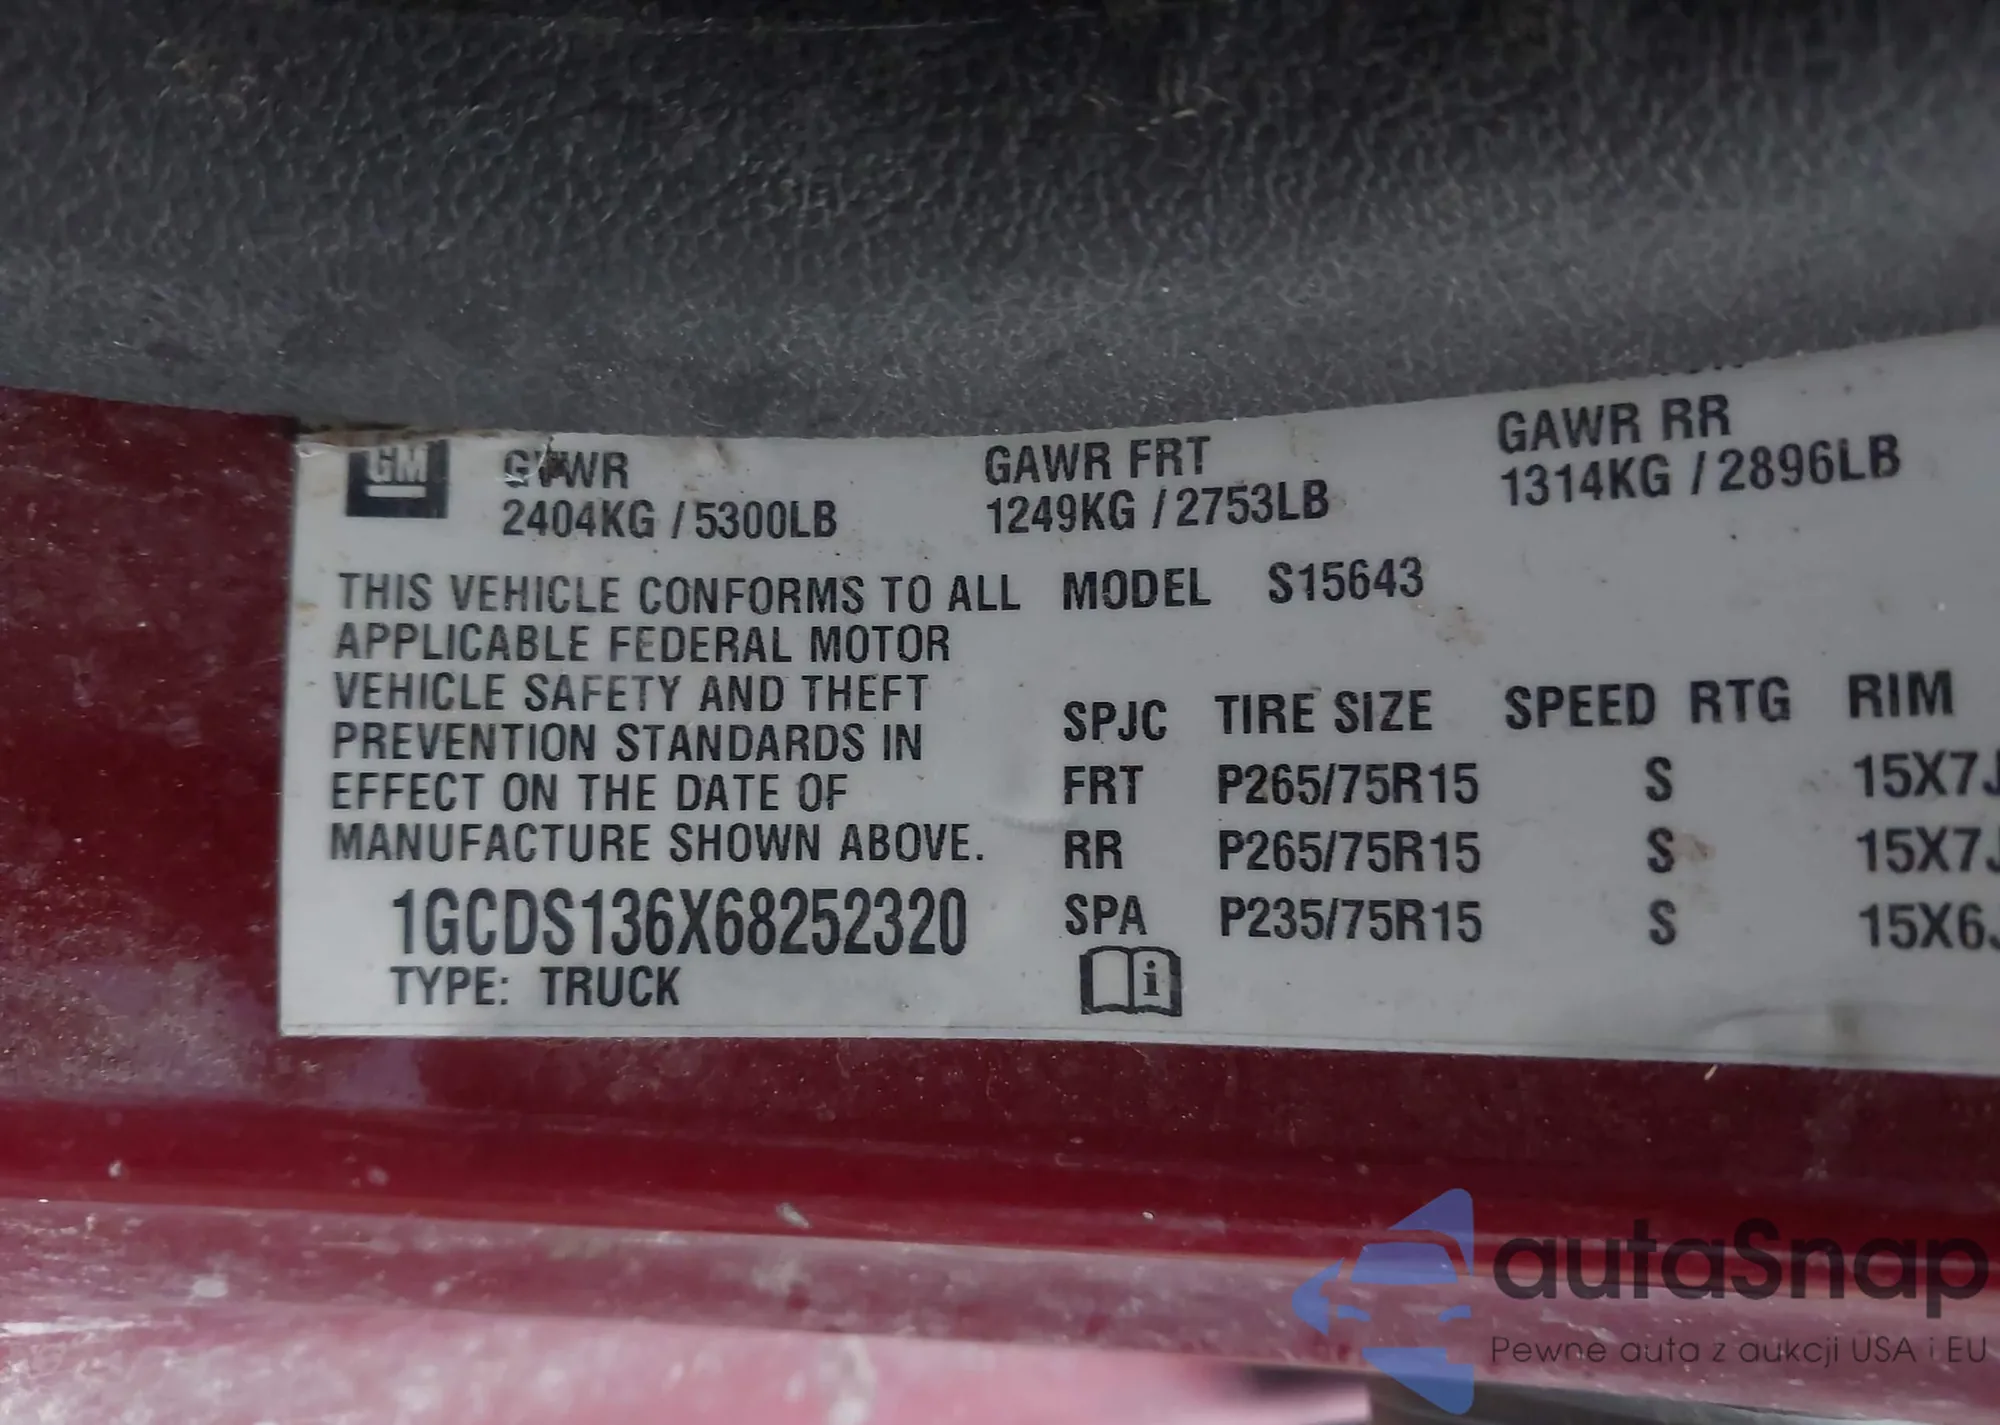 GM GVWR GAWR FRT GAWR RR
2404KG / 5300LB 1249KG / 2753LB 1314KG / 2896LB
THIS VEHICLE CONFORMS TO ALL MODEL S15643
APPLICABLE FEDERAL MOTOR
VEHICLE SAFETY AND THEFT
PREVENTION STANDARDS IN
EFFECT ON THE DATE OF
MANUFACTURE SHOWN ABOVE.
1GCDS136X68252320
TYPE: TRUCK
SPJC TIRE SIZE SPEED RTG RIM
FRT P265/75R15 S 15X7J
RR P265/75R15 S 15X7J
SPA P235/75R15 S 15X6J
i
autaSnap
Pewne auta z aukcji USA i EU